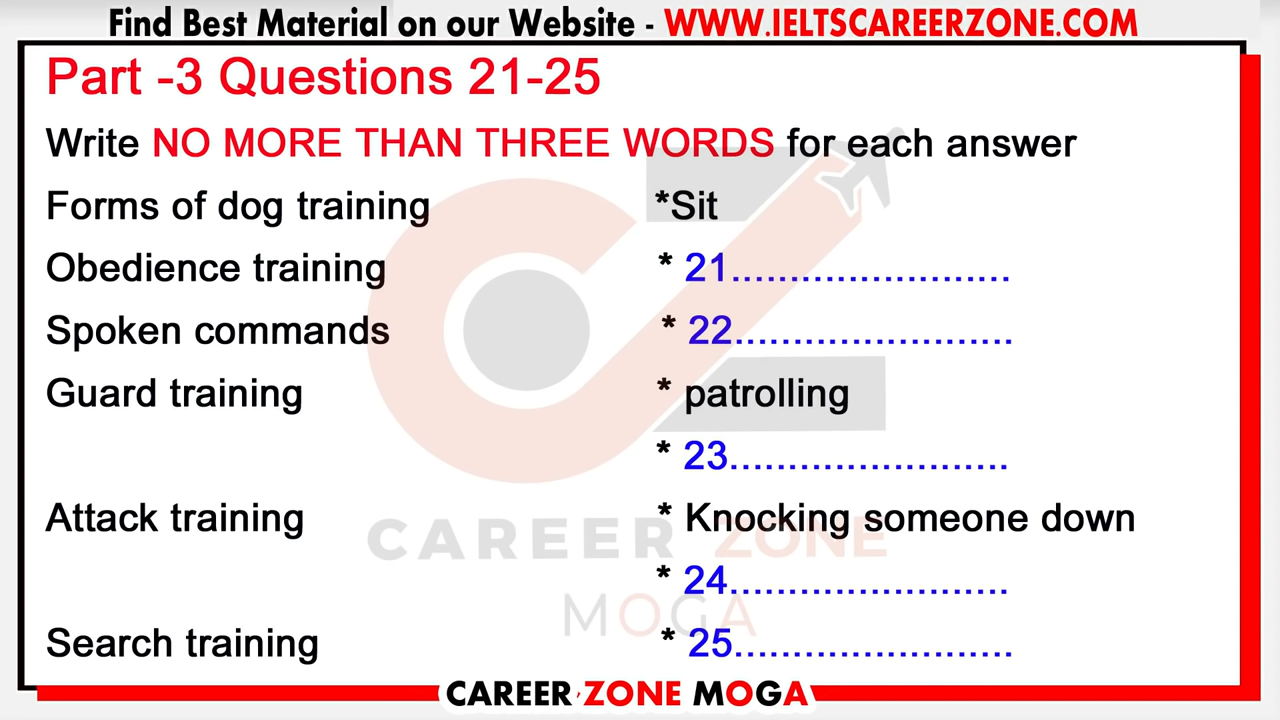 Find Best Material on our Website - WWW.IELTSCAREERZONE.COM
Part -3 Questions 21-25
Write NO MORE THAN THREE WORDS for each answer
Forms of dog training *Sit
Obedience training * 21........................
Spoken commands * 22........................
Guard training * patrolling
* 23........................
Attack training * Knocking someone down
* 24........................
Search training * 25........................
CAREER ZONE
MOGA
CAREER ZONE MOGA